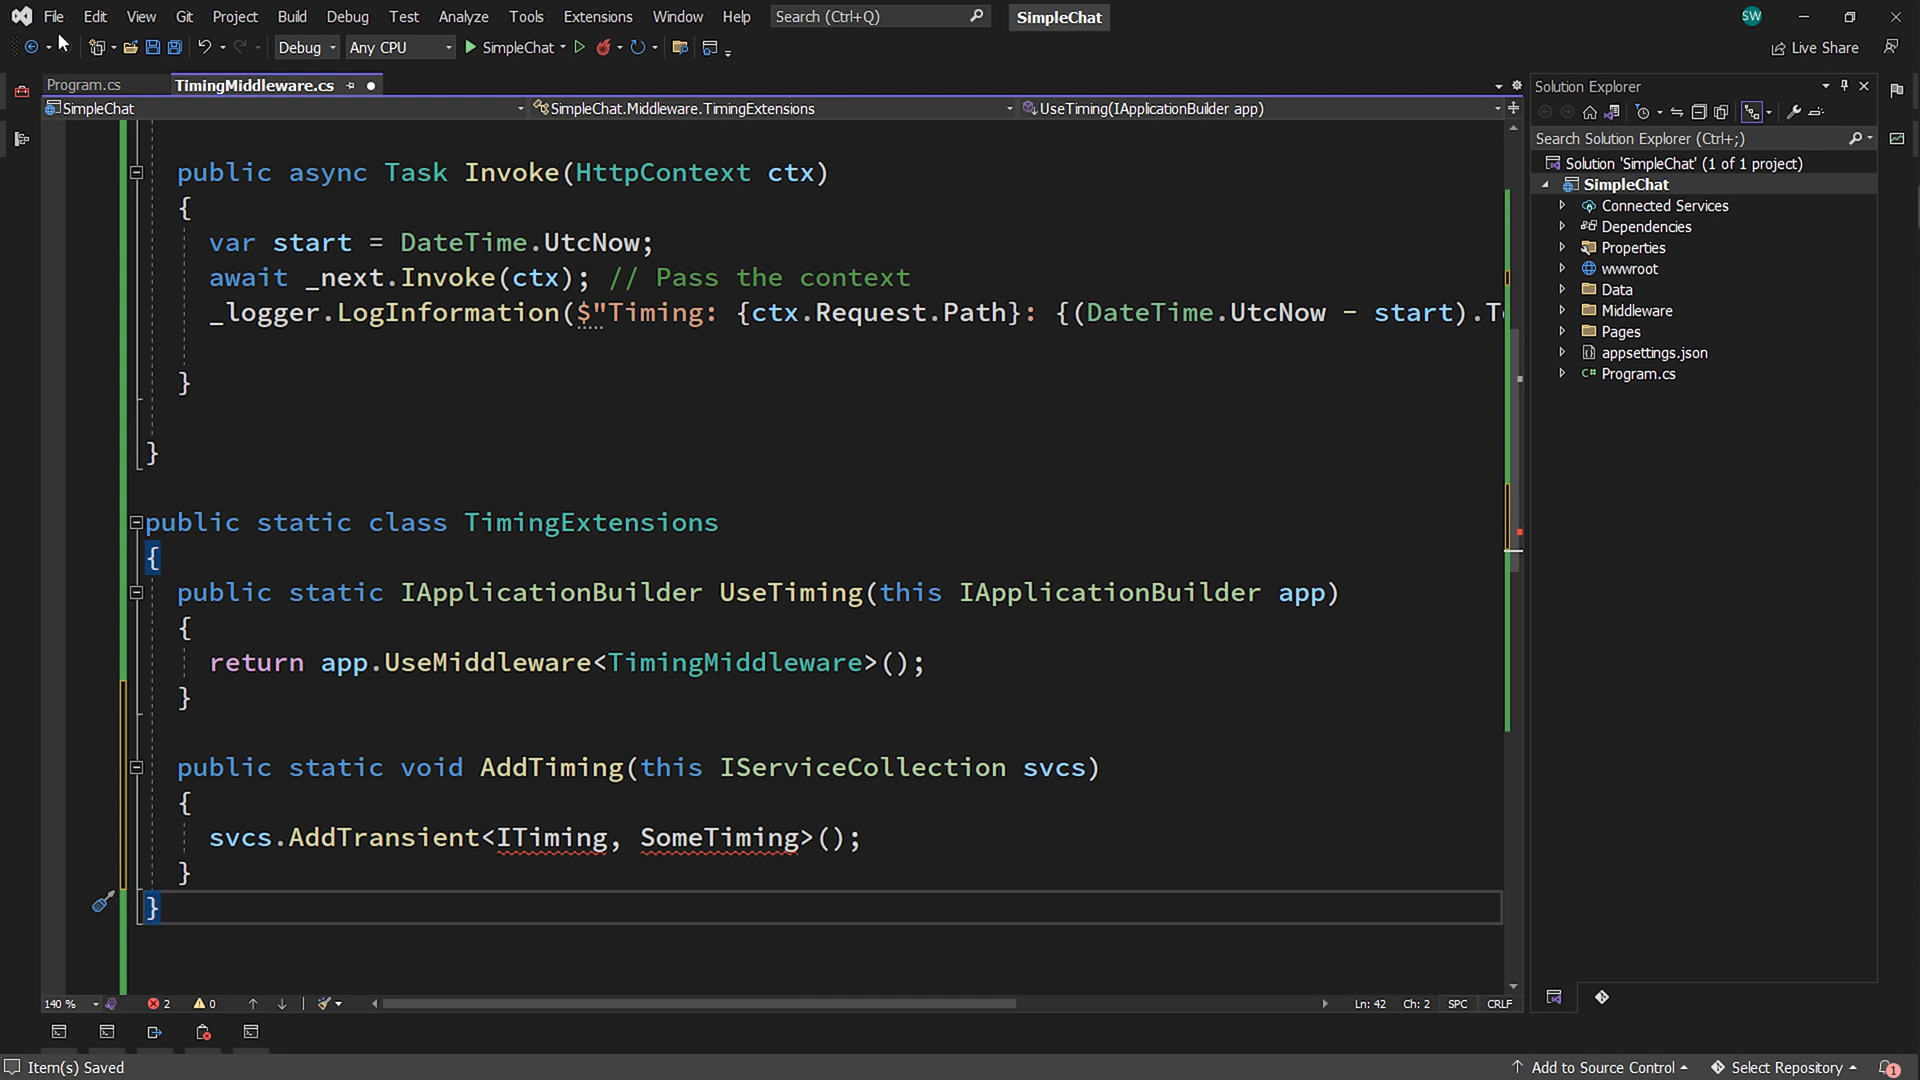 File Edit View Git Project Build Debug Test Analyze Tools Extensions Window Help Search (Ctrl+Q) SimpleChat SW
Debug Any CPU SimpleChat Live Share
Program.cs TimingMiddleware.cs
SimpleChat SimpleChat.Middleware.TimingExtensions UseTiming(IApplicationBuilder app)
public async Task Invoke(HttpContext ctx)
{
var start = DateTime.UtcNow;
await _next.Invoke(ctx); // Pass the context
_logger.LogInformation($"Timing: {ctx.Request.Path}: {(DateTime.UtcNow - start).To
}
}
public static class TimingExtensions
{
public static IApplicationBuilder UseTiming(this IApplicationBuilder app)
{
return app.UseMiddleware<TimingMiddleware>();
}
public static void AddTiming(this IServiceCollection svcs)
{
svcs.AddTransient<ITiming, SomeTiming>();
}
}
140 % 2 0 Ln: 42 Ch: 2 SPC CRLF
Solution Explorer
Search Solution Explorer (Ctrl+;)
Solution 'SimpleChat' (1 of 1 project)
SimpleChat
Connected Services
Dependencies
Properties
wwwroot
Data
Middleware
Pages
appsettings.json
C# Program.cs
Item(s) Saved Add to Source Control Select Repository 1